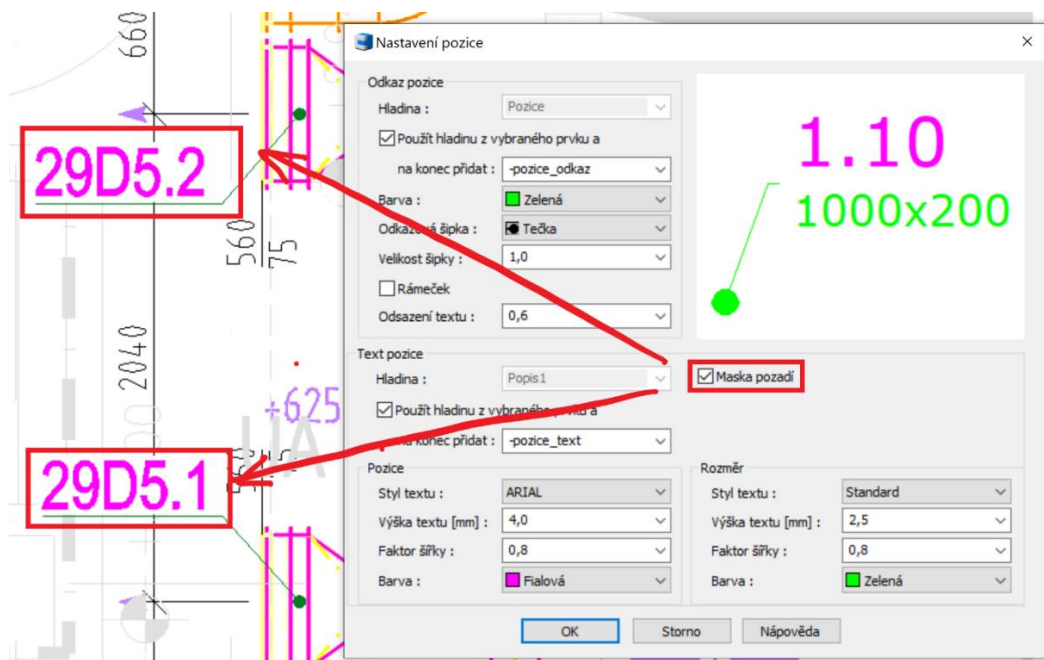 660
29D5.2
560
75
2040
+625
UA
29D5.1
Nastavení pozice
Odkaz pozice
Hladina : Pozice
Použít hladinu z vybraného prvku a
na konec přidat : -pozice_odkaz
Barva : Zelená
Odkazová šipka : Tečka
Velikost šipky : 1,0
Rámeček
Odsazení textu : 0,6
1.10
1000x200
Text pozice
Hladina : Popis1
Maska pozadí
Použít hladinu z vybraného prvku a
na konec přidat : -pozice_text
Pozice
Styl textu : ARIAL
Výška textu [mm] : 4,0
Faktor šířky : 0,8
Barva : Fialová
Rozměr
Styl textu : Standard
Výška textu [mm] : 2,5
Faktor šířky : 0,8
Barva : Zelená
OK
Storno
Nápověda